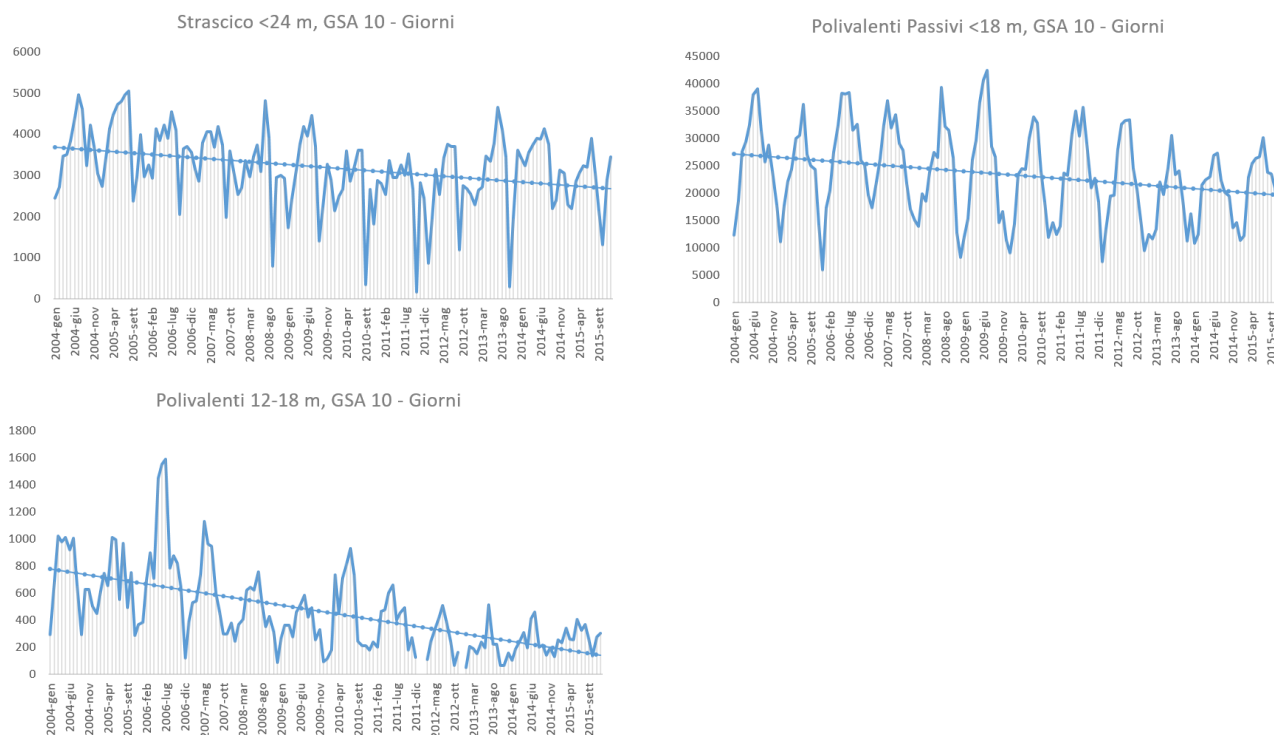 Strascico <24 m, GSA 10 - Giorni
6000
5000
4000
3000
2000
1000
0
2004-gen
2004-giu
2004-nov
2005-apr
2005-sett
2006-feb
2006-lug
2006-dic
2007-mag
2007-ott
2008-mar
2008-ago
2009-gen
2009-giu
2009-nov
2010-apr
2010-sett
2011-feb
2011-lug
2011-dic
2012-mag
2012-ott
2013-mar
2013-ago
2014-gen
2014-giu
2014-nov
2015-apr
2015-sett
Polivalenti Passivi <18 m, GSA 10 - Giorni
45000
40000
35000
30000
25000
20000
15000
10000
5000
0
2004-gen
2004-giu
2004-nov
2005-apr
2005-sett
2006-feb
2006-lug
2006-dic
2007-mag
2007-ott
2008-mar
2008-ago
2009-gen
2009-giu
2009-nov
2010-apr
2010-sett
2011-feb
2011-lug
2011-dic
2012-mag
2012-ott
2013-mar
2013-ago
2014-gen
2014-giu
2014-nov
2015-apr
2015-sett
Polivalenti 12-18 m, GSA 10 - Giorni
1800
1600
1400
1200
1000
800
600
400
200
0
2004-gen
2004-giu
2004-nov
2005-apr
2005-sett
2006-feb
2006-lug
2006-dic
2007-mag
2007-ott
2008-mar
2008-ago
2009-gen
2009-giu
2009-nov
2010-apr
2010-sett
2011-feb
2011-lug
2011-dic
2012-mag
2012-ott
2013-mar
2013-ago
2014-gen
2014-giu
2014-nov
2015-apr
2015-sett